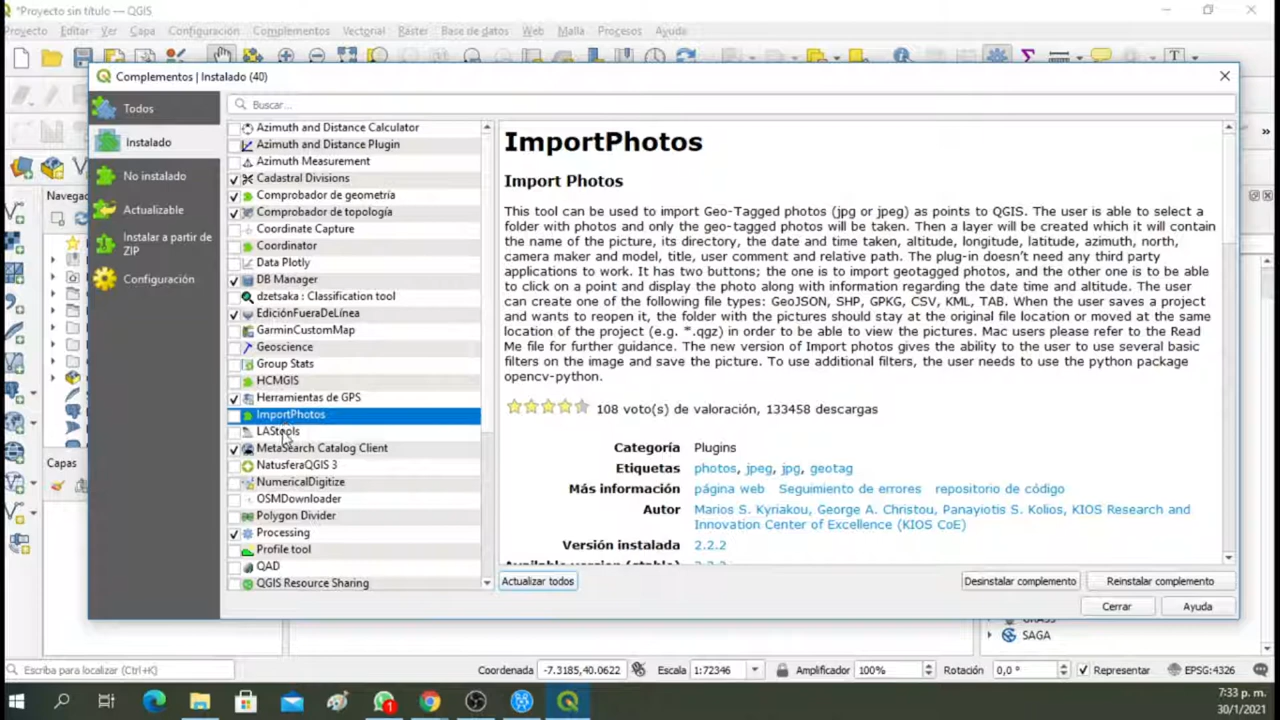 *Proyecto sin título — QGIS
Proyecto Editar Ver Capa Configuración Complementos Vectorial Ráster Base de datos Web Malla Procesos Ayuda
Complementos | Instalado (40)
Todos
Instalado
No instalado
Actualizable
Instalar a partir de
ZIP
Configuración
Buscar...
Azimuth and Distance Calculator
Azimuth and Distance Plugin
Azimuth Measurement
Cadastral Divisions
Comprobador de geometría
Comprobador de topología
Coordinate Capture
Coordinator
Data Plotly
DB Manager
dzetsaka : Classification tool
EdiciónFueraDeLínea
GarminCustomMap
Geoscience
Group Stats
HCMGIS
Herramientas de GPS
ImportPhotos
LAStools
MetaSearch Catalog Client
NatusferaQGIS 3
NumericalDigitize
OSMDownloader
Polygon Divider
Processing
Profile tool
QAD
QGIS Resource Sharing
ImportPhotos
Import Photos
This tool can be used to import Geo-Tagged photos (jpg or jpeg) as points to QGIS. The user is able to select a
folder with photos and only the geo-tagged photos will be taken. Then a layer will be created which it will contain
the name of the picture, its directory, the date and time taken, altitude, longitude, latitude, azimuth, north,
camera maker and model, title, user comment and relative path. The plug-in doesn’t need any third party
applications to work. It has two buttons; the one is to import geotagged photos, and the other one is to be able
to click on a point and display the photo along with information regarding the date time and altitude. The user
can create one of the following file types: GeoJSON, SHP, GPKG, CSV, KML, TAB. When the user saves a project
and wants to reopen it, the folder with the pictures should stay at the original file location or moved at the same
location of the project (e.g. *.qgz) in order to be able to view the pictures. Mac users please refer to the Read
Me file for further guidance. The new version of Import photos gives the ability to the user to use several basic
filters on the image and save the picture. To use additional filters, the user needs to use the python package
opencv-python.
108 voto(s) de valoración, 133458 descargas
Categoría Plugins
Etiquetas photos, jpeg, jpg, geotag
Más información página web Seguimiento de errores repositorio de código
Autor Marios S. Kyriakou, George A. Christou, Panayiotis S. Kolios, KIOS Research and
Innovation Center of Excellence (KIOS CoE)
Versión instalada 2.2.2
Actualizar todos
Desinstalar complemento
Reinstalar complemento
Cerrar
Ayuda
Navega
Capas
SAGA
Escriba para localizar (Ctrl+K)
Coordenada -7.3185,40.0622
Escala 1:72346
Amplificador 100%
Rotación 0,0 °
Representar
EPSG:4326
1
7:33 p. m.
30/1/2021